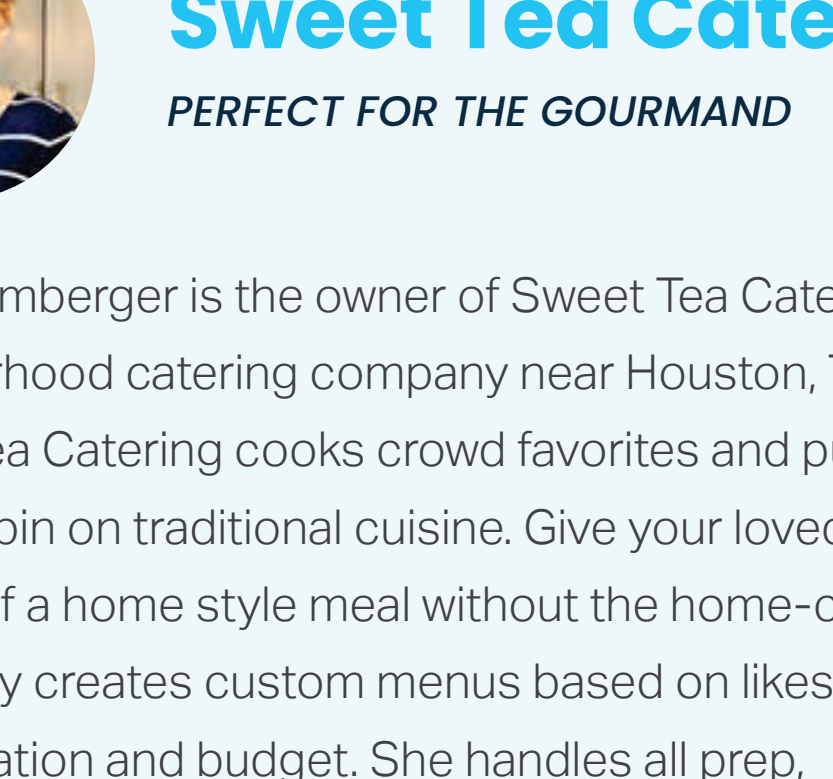 Sweet Tea Cate
PERFECT FOR THE GOURMAND
mberger is the owner of Sweet Tea Cate
rhood catering company near Houston,
ea Catering cooks crowd favorites and pu
pin on traditional cuisine. Give your loved
f a home style meal without the home-c
y creates custom menus based on likes
ation and budget. She handles all prep,